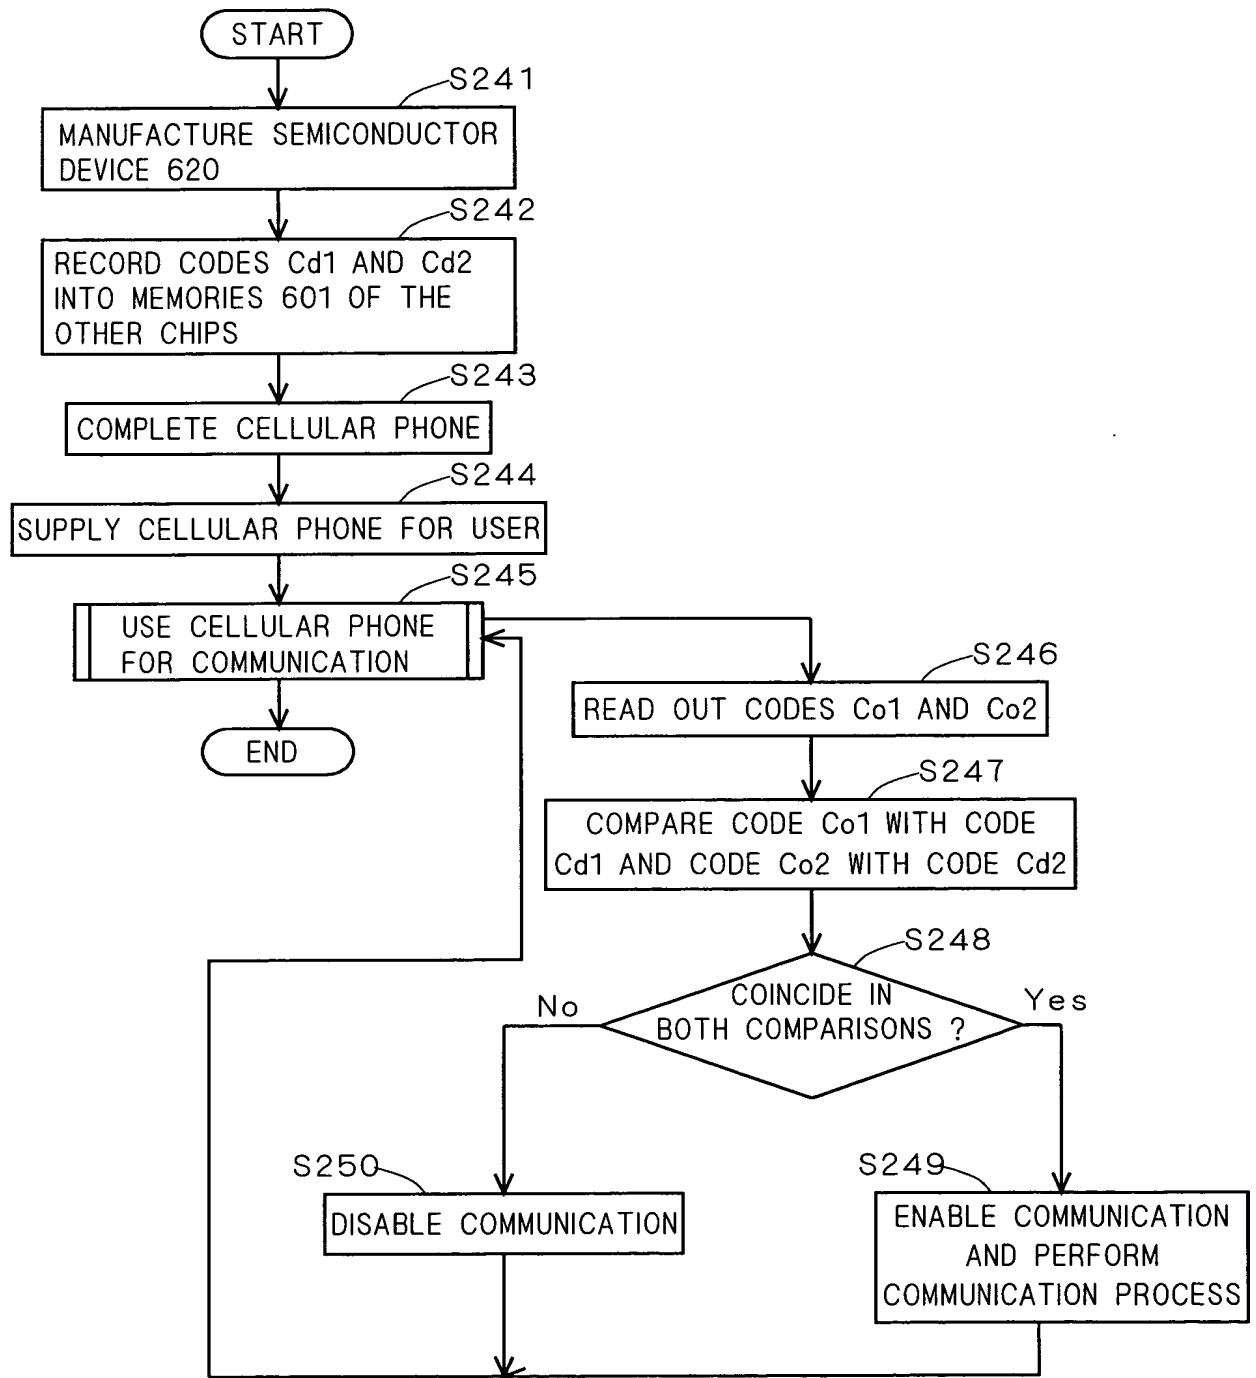 START
S241
MANUFACTURE SEMICONDUCTOR
DEVICE 620
S242
RECORD CODES Cd1 AND Cd2
INTO MEMORIES 601 OF THE
OTHER CHIPS
S243
COMPLETE CELLULAR PHONE
S244
SUPPLY CELLULAR PHONE FOR USER
S245
USE CELLULAR PHONE
FOR COMMUNICATION
END
S246
READ OUT CODES Co1 AND Co2
S247
COMPARE CODE Co1 WITH CODE
Cd1 AND CODE Co2 WITH CODE Cd2
S248
COINCIDE IN
BOTH COMPARISONS ?
No
Yes
S250
DISABLE COMMUNICATION
S249
ENABLE COMMUNICATION
AND PERFORM
COMMUNICATION PROCESS